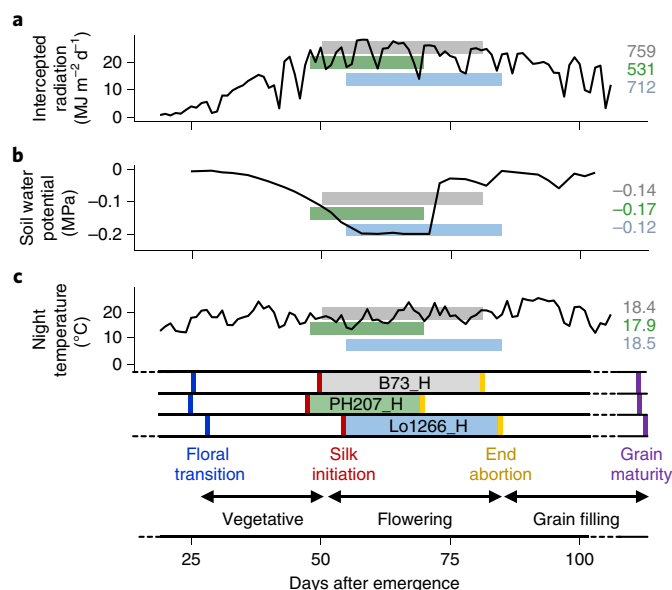 a
Intercepted
radiation
(MJ m⁻² d⁻¹)
20
10
0
759
531
712
b
Soil water
potential
(MPa)
0
–0.1
–0.2
–0.14
–0.17
–0.12
c
Night
temperature
(°C)
20
10
0
18.4
17.9
18.5
B73_H
PH207_H
Lo1266_H
Floral
transition
Silk
initiation
End
abortion
Grain
maturity
Vegetative
Flowering
Grain filling
25
50
75
100
Days after emergence